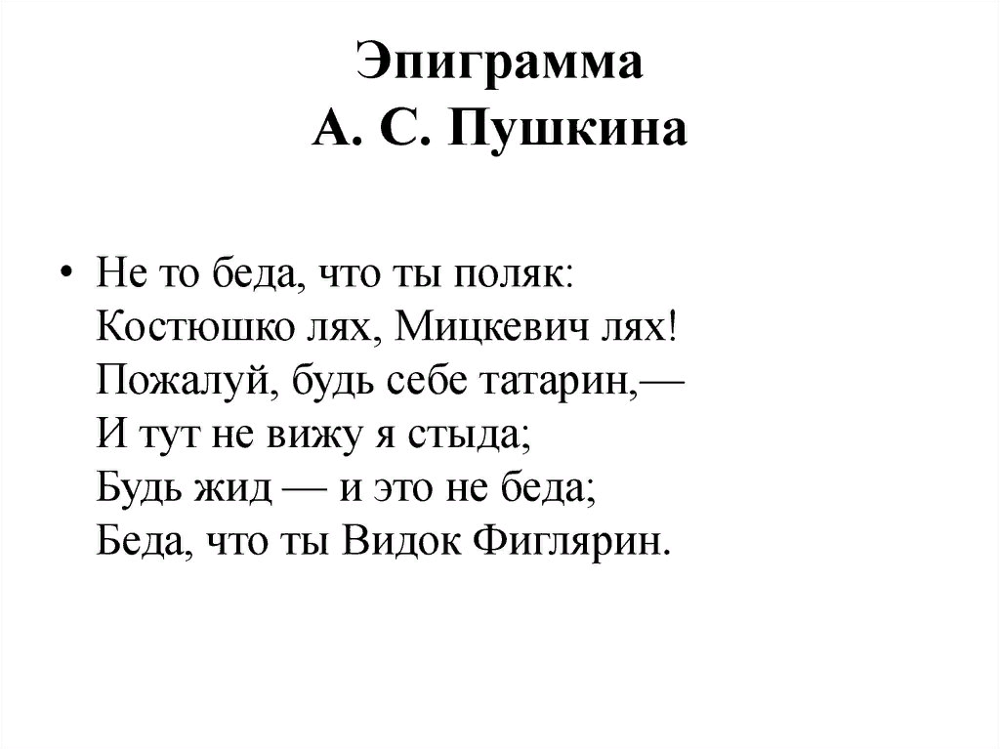 Эпиграмма
А. С. Пушкина
• Не то беда, что ты поляк:
Костюшко лях, Мицкевич лях!
Пожалуй, будь себе татарин,—
И тут не вижу я стыда;
Будь жид — и это не беда;
Беда, что ты Видок Фиглярин.